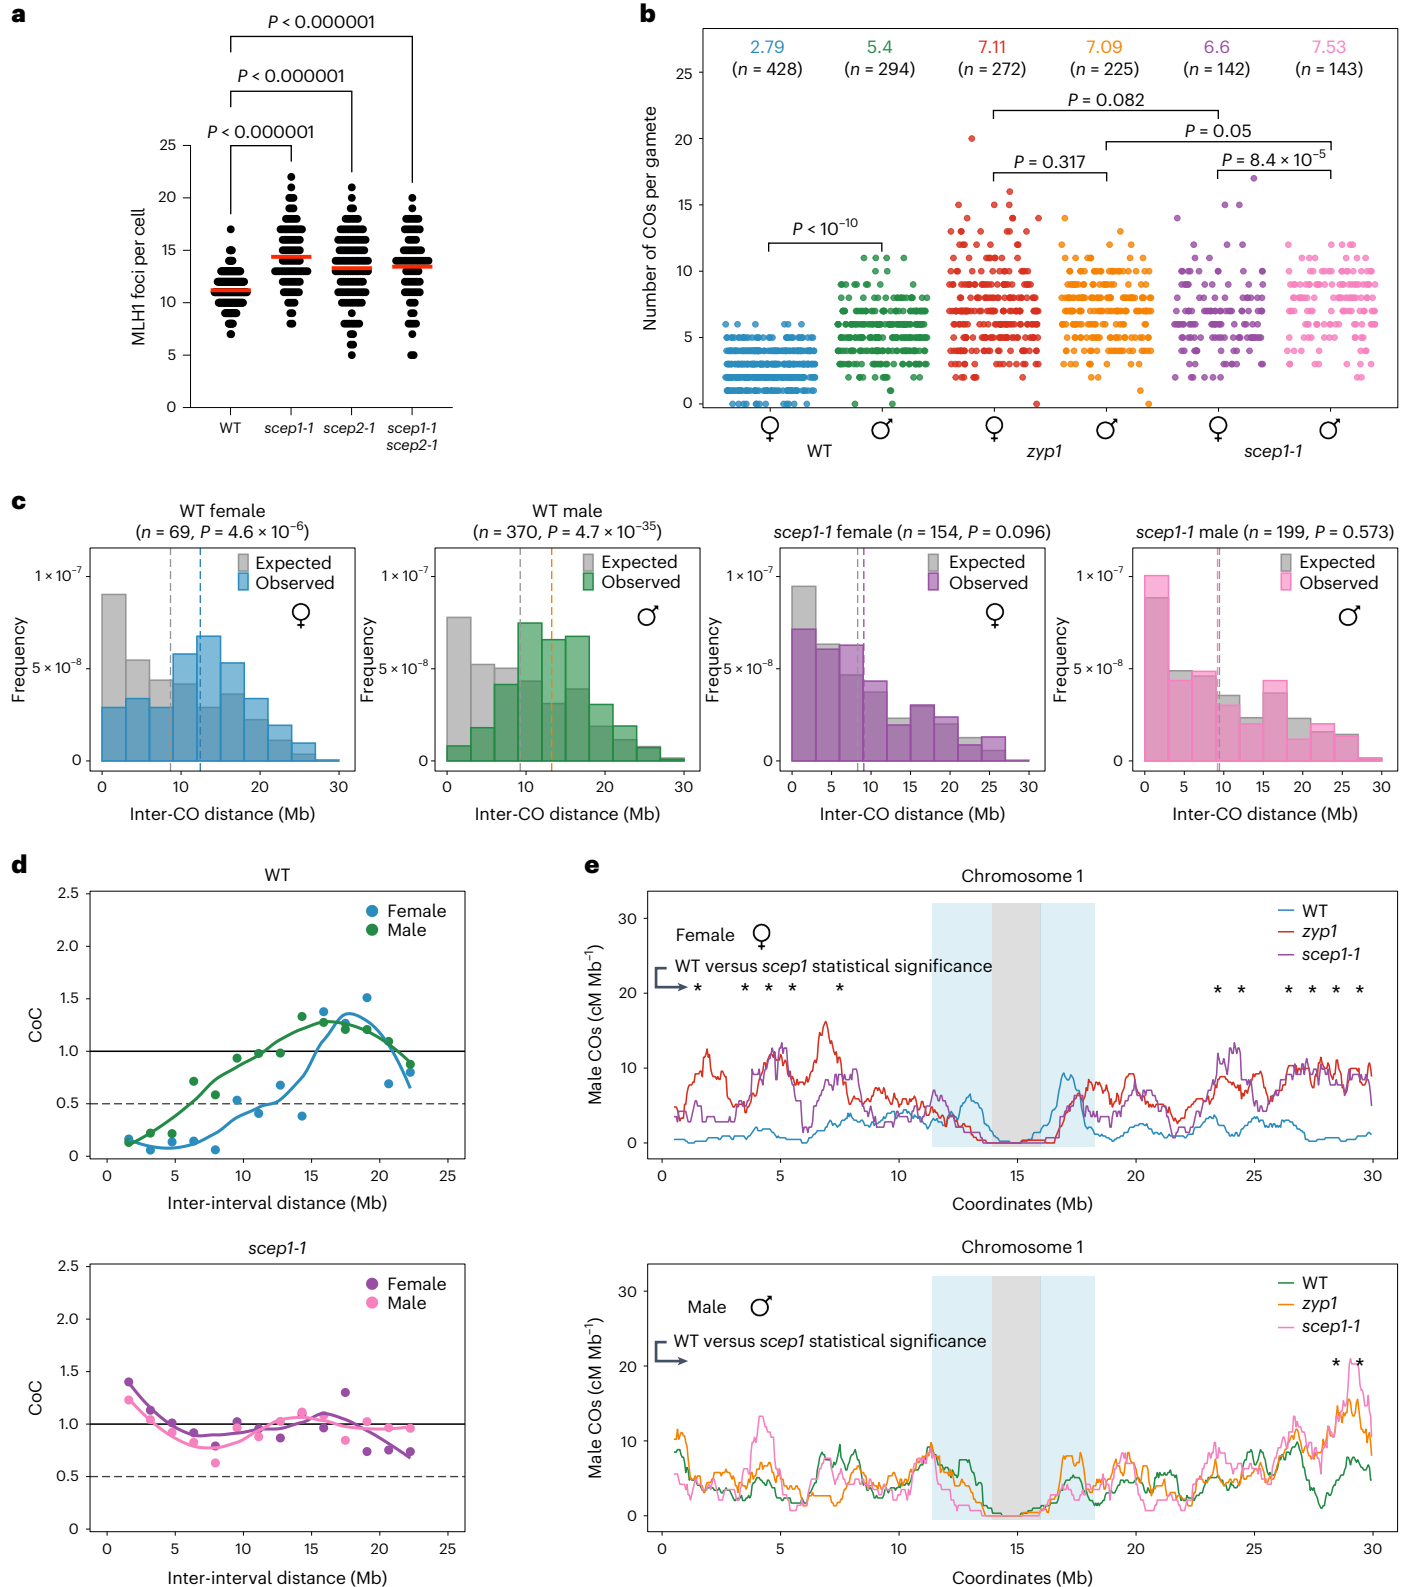 a
P < 0.000001
P < 0.000001
P < 0.000001
MLH1 foci per cell
25
20
15
10
5
0
WT
scep1-1
scep2-1
scep1-1
scep2-1
b
2.79
5.4
7.11
7.09
6.6
7.53
(n = 428)
(n = 294)
(n = 272)
(n = 225)
(n = 142)
(n = 143)
P = 0.082
P = 0.05
P = 0.317
P = 8.4 × 10⁻⁵
P < 10⁻¹⁰
Number of COs per gamete
25
20
15
10
5
0
♀ ♂ ♀ ♂ ♀ ♂
WT
zyp1
scep1-1
c
WT female
(n = 69, P = 4.6 × 10⁻⁶)
Expected
Observed
♀
Frequency
1 × 10⁻⁷
5 × 10⁻⁸
0
0 10 20 30
Inter-CO distance (Mb)
WT male
(n = 370, P = 4.7 × 10⁻³⁵)
Expected
Observed
♂
Frequency
1 × 10⁻⁷
5 × 10⁻⁸
0
0 10 20 30
Inter-CO distance (Mb)
scep1-1 female (n = 154, P = 0.096)
Expected
Observed
♀
Frequency
1 × 10⁻⁷
5 × 10⁻⁸
0
0 5 10 15 20 25 30
Inter-CO distance (Mb)
scep1-1 male (n = 199, P = 0.573)
Expected
Observed
♂
Frequency
1 × 10⁻⁷
5 × 10⁻⁸
0
0 5 10 15 20 25 30
Inter-CO distance (Mb)
d
WT
Female
Male
CoC
2.5
2.0
1.5
1.0
0.5
0
0 5 10 15 20 25
Inter-interval distance (Mb)
scep1-1
Female
Male
CoC
2.5
2.0
1.5
1.0
0.5
0
0 5 10 15 20 25
Inter-interval distance (Mb)
e
Chromosome 1
Female ♀
WT versus scep1 statistical significance
* * * * * * * * * * *
WT
zyp1
scep1-1
Male COs (cM Mb⁻¹)
30
20
10
0
0 5 10 15 20 25 30
Coordinates (Mb)
Chromosome 1
Male ♂
WT versus scep1 statistical significance
* *
WT
zyp1
scep1-1
Male COs (cM Mb⁻¹)
30
20
10
0
0 5 10 15 20 25 30
Coordinates (Mb)